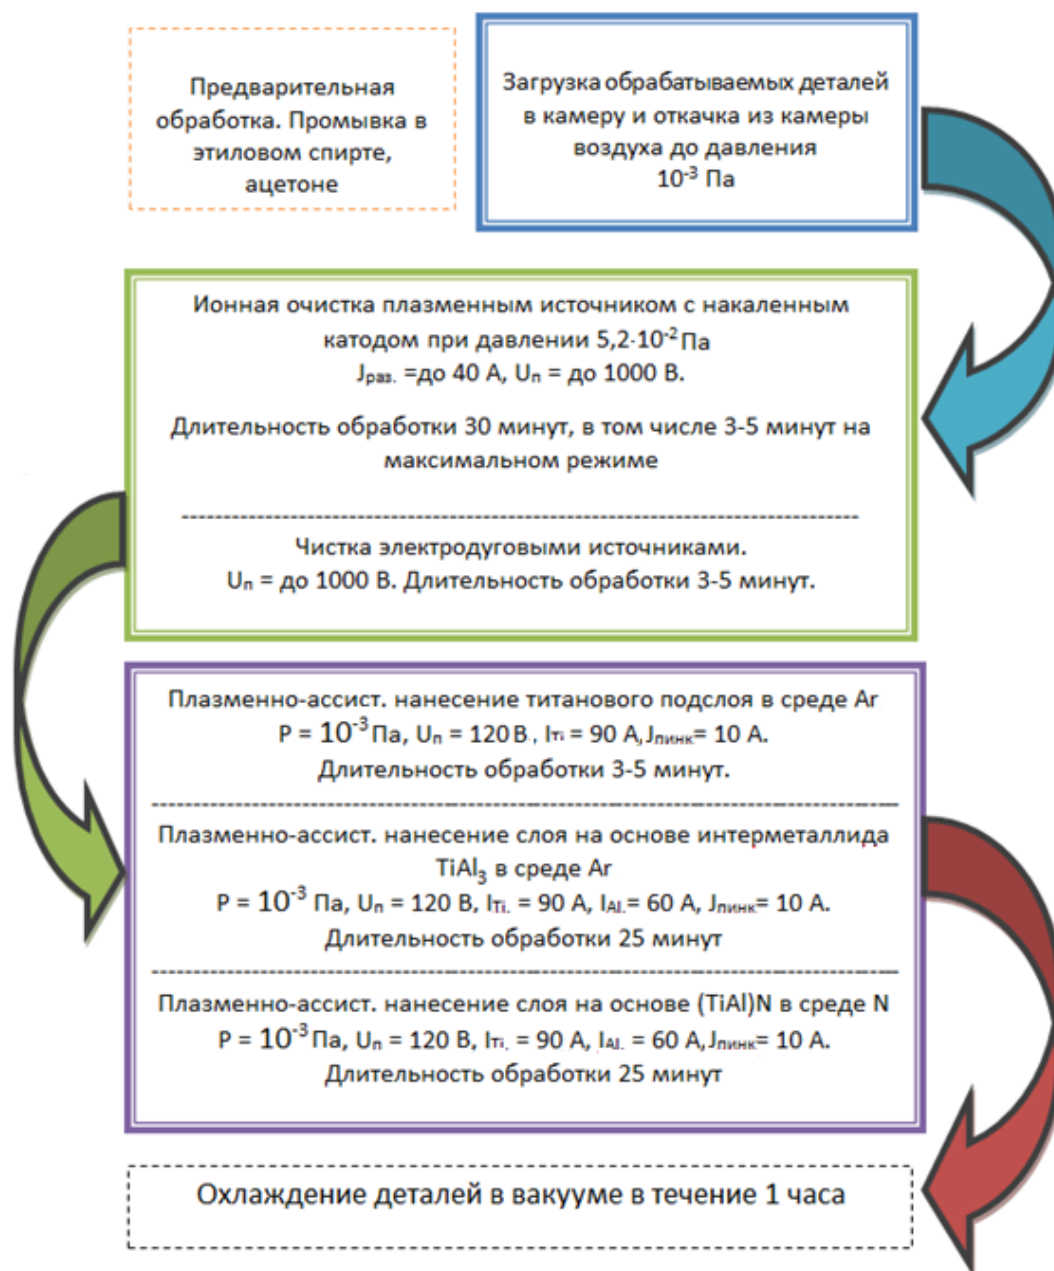 Предварительная
обработка. Промывка в
этиловом спирте,
ацетоне
Загрузка обрабатываемых деталей
в камеру и откачка из камеры
воздуха до давления
10⁻³ Па
Ионная очистка плазменным источником с накаленным
катодом при давлении 5,2·10⁻² Па
Jраз. =до 40 А, Uп = до 1000 В.
Длительность обработки 30 минут, в том числе 3-5 минут на
максимальном режиме
Чистка электродуговыми источниками.
Uп = до 1000 В. Длительность обработки 3-5 минут.
Плазменно-ассист. нанесение титанового подслоя в среде Ar
P = 10⁻³ Па, Uп = 120 В, ITi = 90 А, Jпинк= 10 А.
Длительность обработки 3-5 минут.
Плазменно-ассист. нанесение слоя на основе интерметаллида
TiAl₃ в среде Ar
P = 10⁻³ Па, Uп = 120 В, ITi. = 90 А, IAl.= 60 А, Jпинк= 10 А.
Длительность обработки 25 минут
Плазменно-ассист. нанесение слоя на основе (TiAl)N в среде N
P = 10⁻³ Па, Uп = 120 В, ITi. = 90 А, IAl. = 60 А, Jпинк= 10 А.
Длительность обработки 25 минут
Охлаждение деталей в вакууме в течение 1 часа